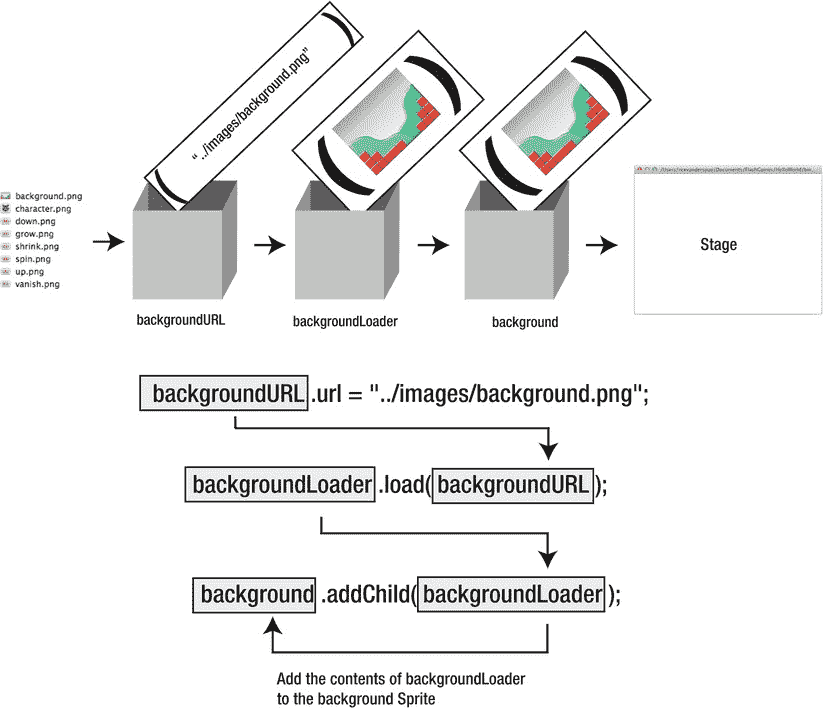 "../images/background.png"
background.png
character.png
down.png
grow.png
shrink.png
spin.png
up.png
vanish.png
Stage
backgroundURL
backgroundLoader
background
backgroundURL.url = "../images/background.png";
backgroundLoader.load(backgroundURL);
background.addChild(backgroundLoader);
Add the contents of backgroundLoader
to the background Sprite